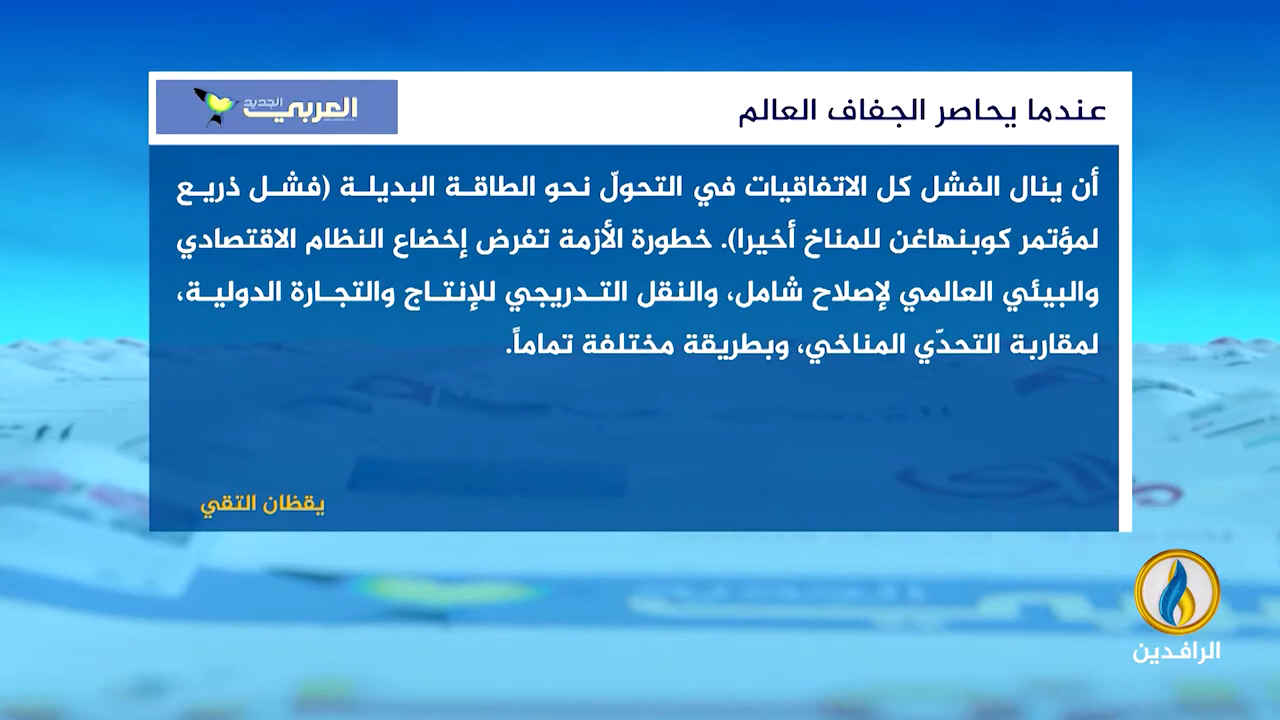 عندما يحاصر الجفاف العالم
العربي الجديد
أن ينال الفشل كل الاتفاقيات في التحولّ نحو الطاقة البديلة (فشل ذريع
لمؤتمر كوبنهاغن للمناخ أخيرا). خطورة الأزمة تفرض إخضاع النظام الاقتصادي
والبيئي العالمي لإصلاح شامل، والنقل التدريجي للإنتاج والتجارة الدولية،
لمقاربة التحدّي المناخي، وبطريقة مختلفة تماماً.
يقظان التقي
الرافدين